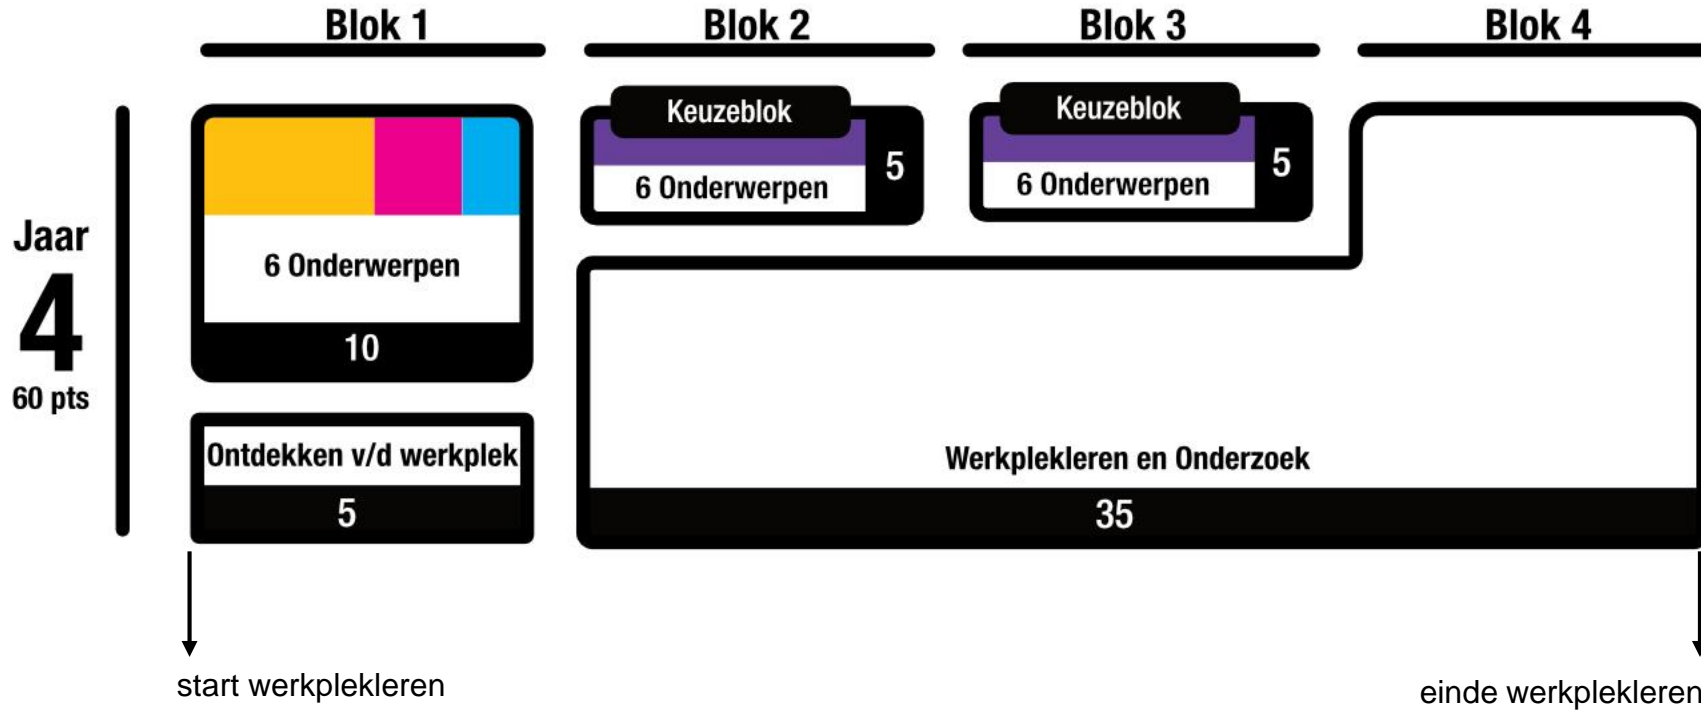 Blok 1
Blok 2
Blok 3
Blok 4
Jaar
4
60 pts
6 Onderwerpen
10
Keuzeblok
6 Onderwerpen
5
Keuzeblok
6 Onderwerpen
5
Ontdekken v/d werkplek
5
Werkplekleren en Onderzoek
35
start werkplekleren
einde werkplekleren